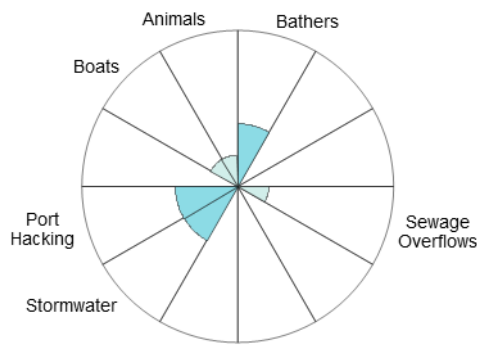 Animals
Bathers
Boats
Port
Hacking
Sewage
Overflows
Stormwater